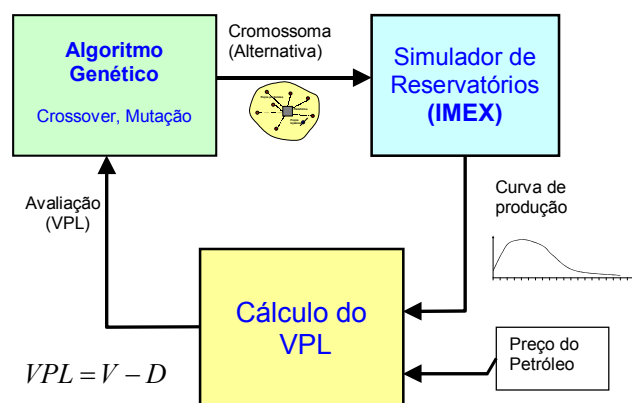 Algoritmo
Genético
Crossover, Mutação
Cromossoma
(Alternativa)
Simulador de
Reservatórios
(IMEX)
Avaliação
(VPL)
Curva de
produção
Cálculo do
VPL
Preço do
Petróleo
VPL = V − D